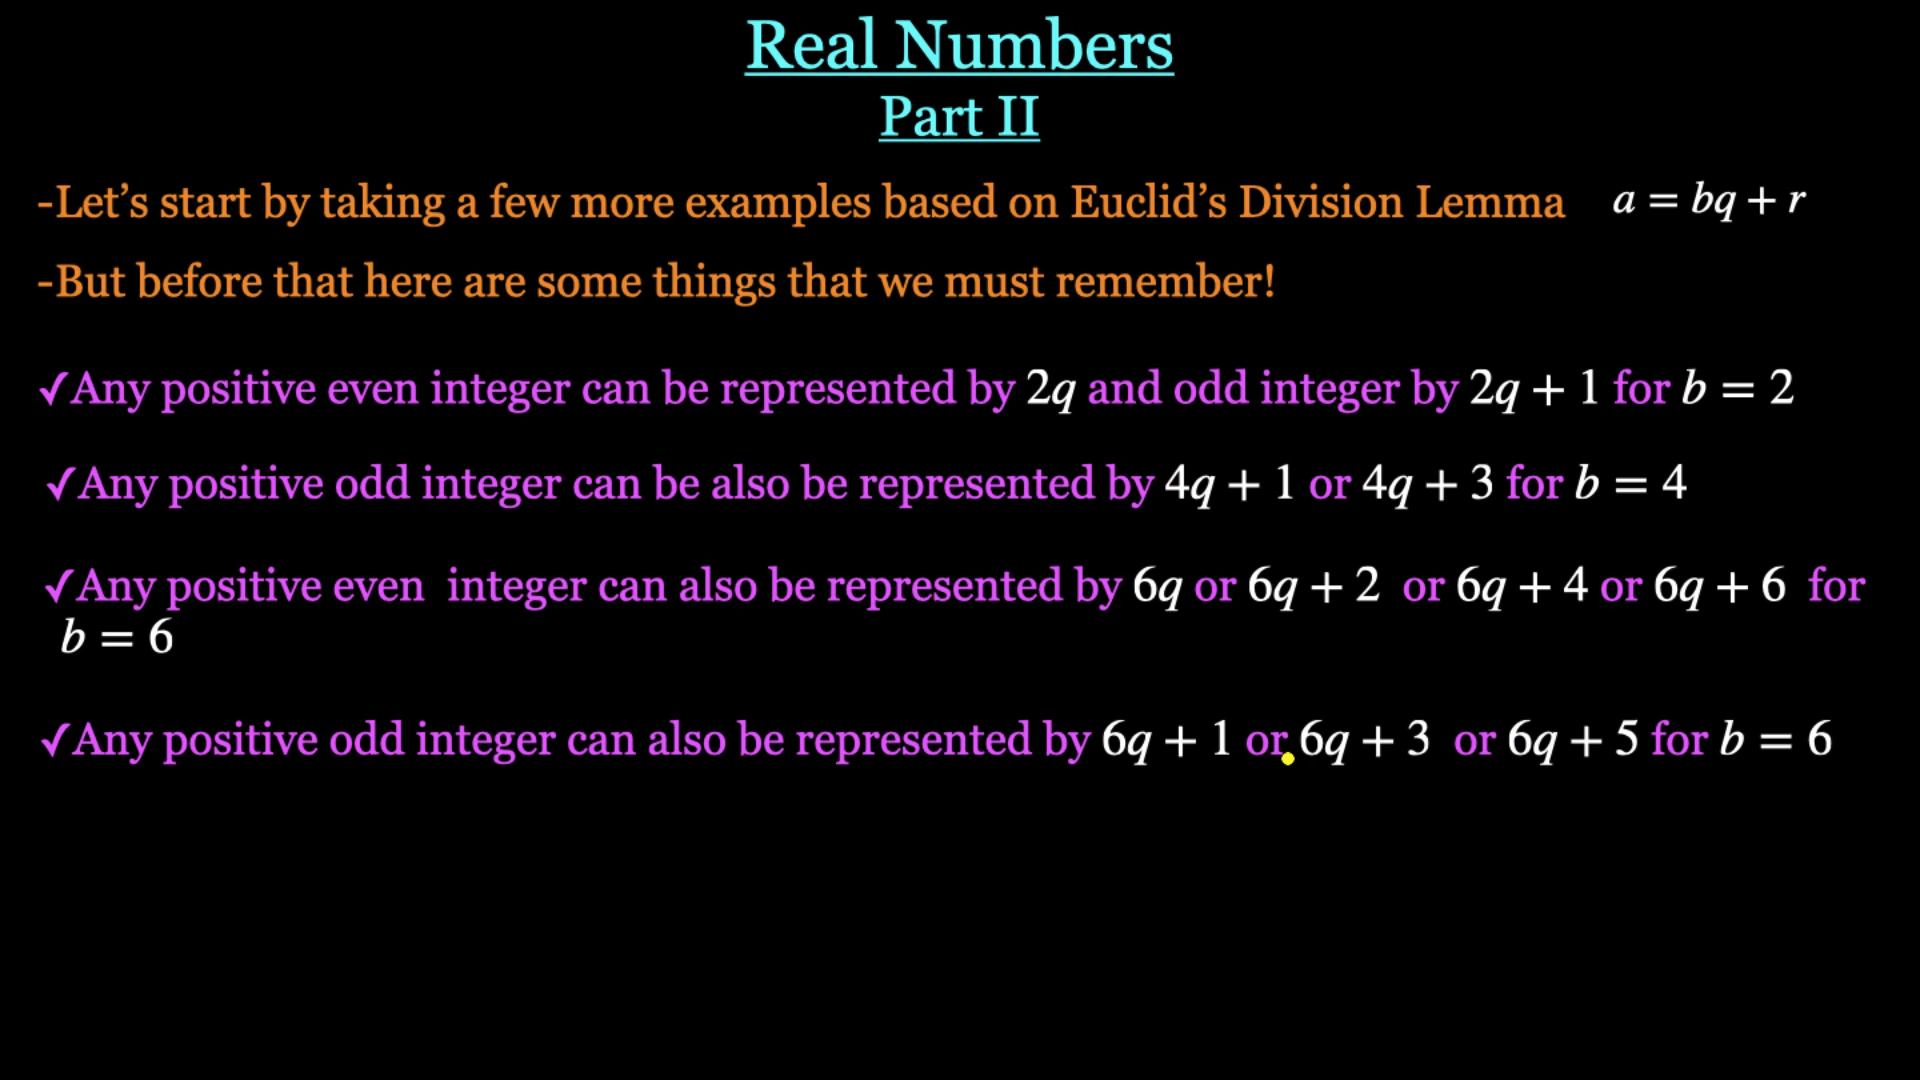 Real Numbers
Part II
-Let’s start by taking a few more examples based on Euclid’s Division Lemma a = bq + r
-But before that here are some things that we must remember!
✓Any positive even integer can be represented by 2q and odd integer by 2q + 1 for b = 2
✓Any positive odd integer can be also be represented by 4q + 1 or 4q + 3 for b = 4
✓Any positive even integer can also be represented by 6q or 6q + 2 or 6q + 4 or 6q + 6 for
b = 6
✓Any positive odd integer can also be represented by 6q + 1 or 6q + 3 or 6q + 5 for b = 6